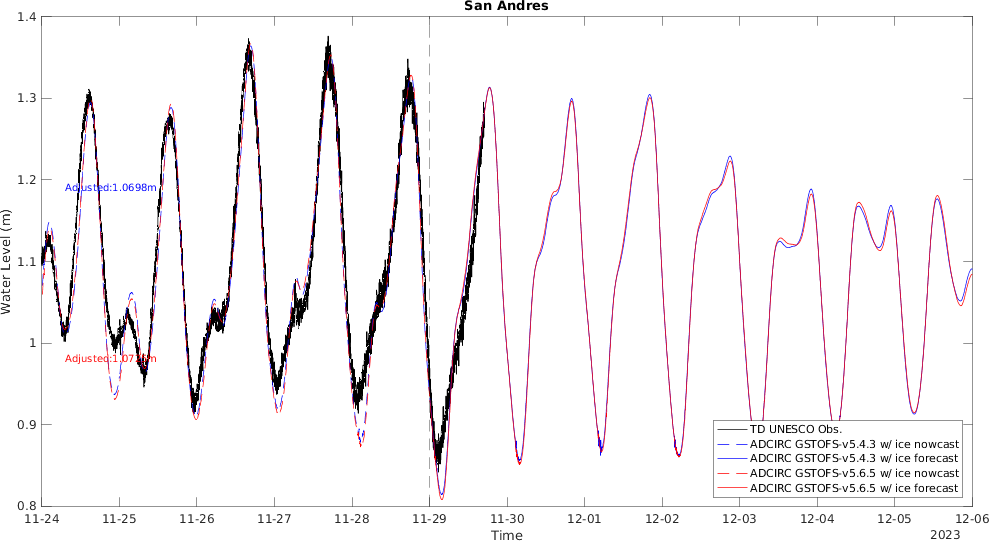 San Andres
1.4
1.3
1.2
1.1
1
0.9
0.8
Water Level (m)
Adjusted:1.0698m
11-24
11-25
11-26
11-27
11-28
11-29
11-30
12-01
12-02
12-03
12-04
12-05
12-06
Time
2023
TD UNESCO Obs.
ADCIRC GSTOFS-v5.4.3 w/ ice nowcast
ADCIRC GSTOFS-v5.4.3 w/ ice forecast
ADCIRC GSTOFS-v5.6.5 w/ ice nowcast
ADCIRC GSTOFS-v5.6.5 w/ ice forecast